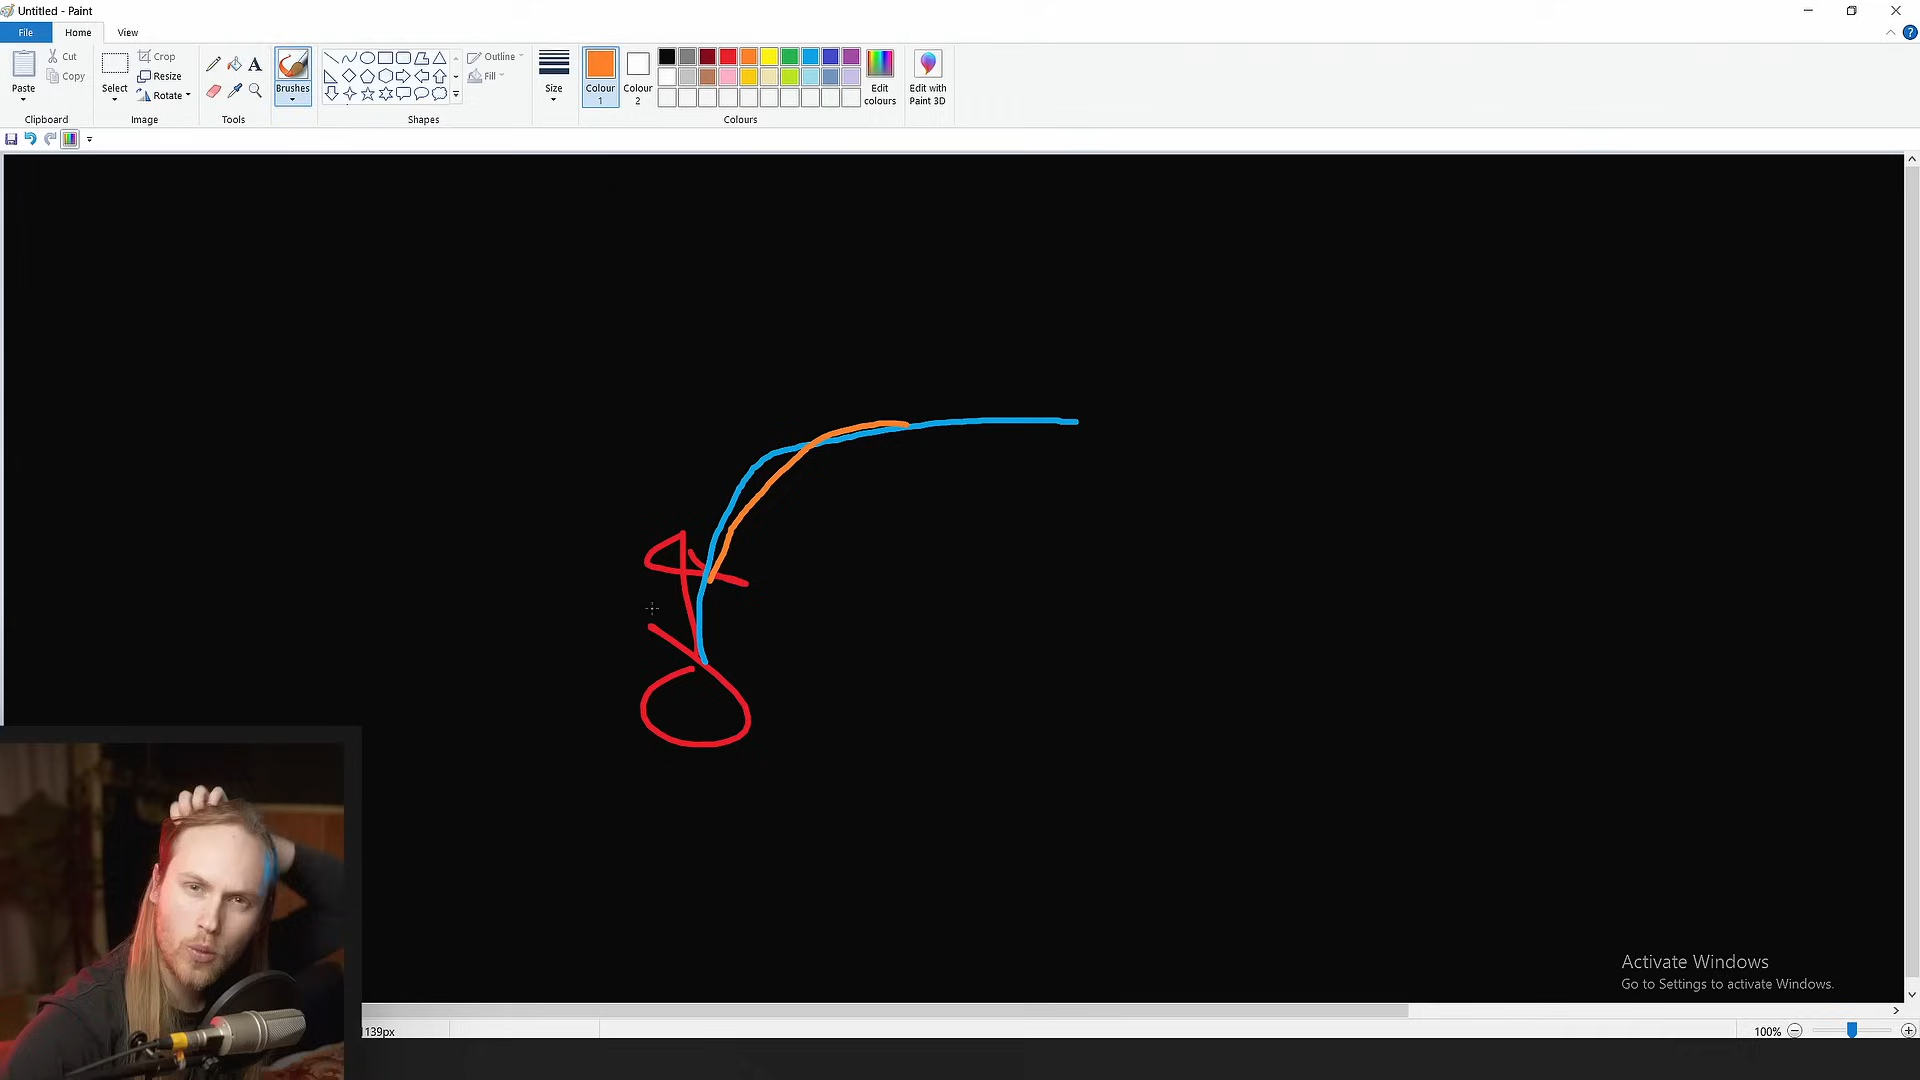 Untitled - Paint
File Home View
Paste
Cut
Copy
Clipboard
Select
Crop
Resize
Rotate
Image
A
Tools
Brushes
Shapes
Outline
Fill
Size
Colour 1
Colour 2
Colours
Edit colours
Edit with Paint 3D
Activate Windows
Go to Settings to activate Windows.
139px
100%